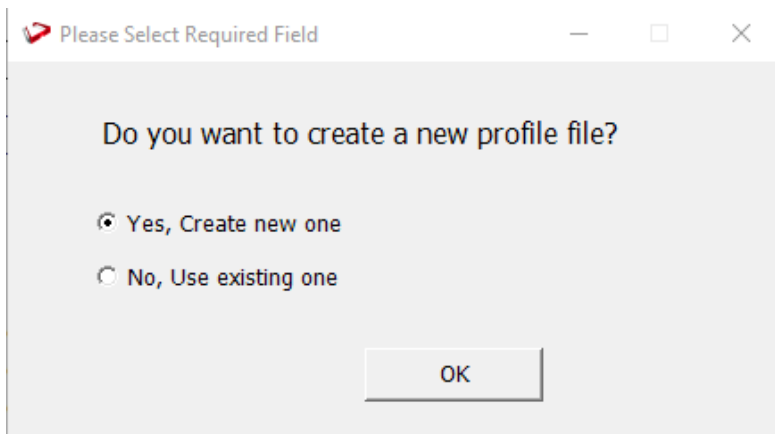 Please Select Required Field
Do you want to create a new profile file?
Yes, Create new one
No, Use existing one
OK